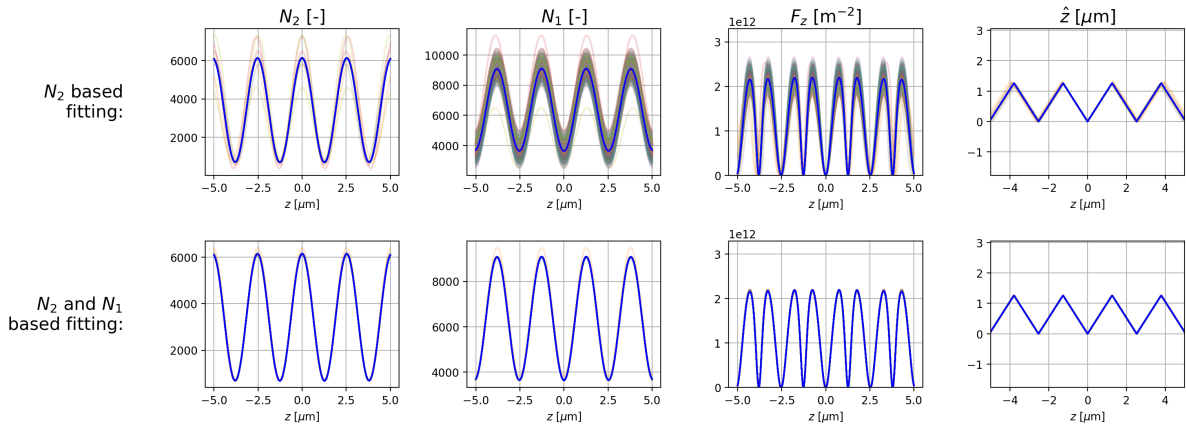 N₂ [-]
N₁ [-]
F_z [m⁻²]
ẑ [μm]
N₂ based
fitting:
6000
4000
2000
−5.0 −2.5 0.0 2.5 5.0
z [μm]
10000
8000
6000
4000
−5.0 −2.5 0.0 2.5 5.0
z [μm]
1e12
3
2
1
0
−5.0 −2.5 0.0 2.5 5.0
z [μm]
3
2
1
0
−1
−4 −2 0 2 4
z [μm]
N₂ and N₁
based fitting:
6000
4000
2000
−5.0 −2.5 0.0 2.5 5.0
z [μm]
8000
6000
4000
−5.0 −2.5 0.0 2.5 5.0
z [μm]
1e12
3
2
1
0
−5.0 −2.5 0.0 2.5 5.0
z [μm]
3
2
1
0
−1
−4 −2 0 2 4
z [μm]